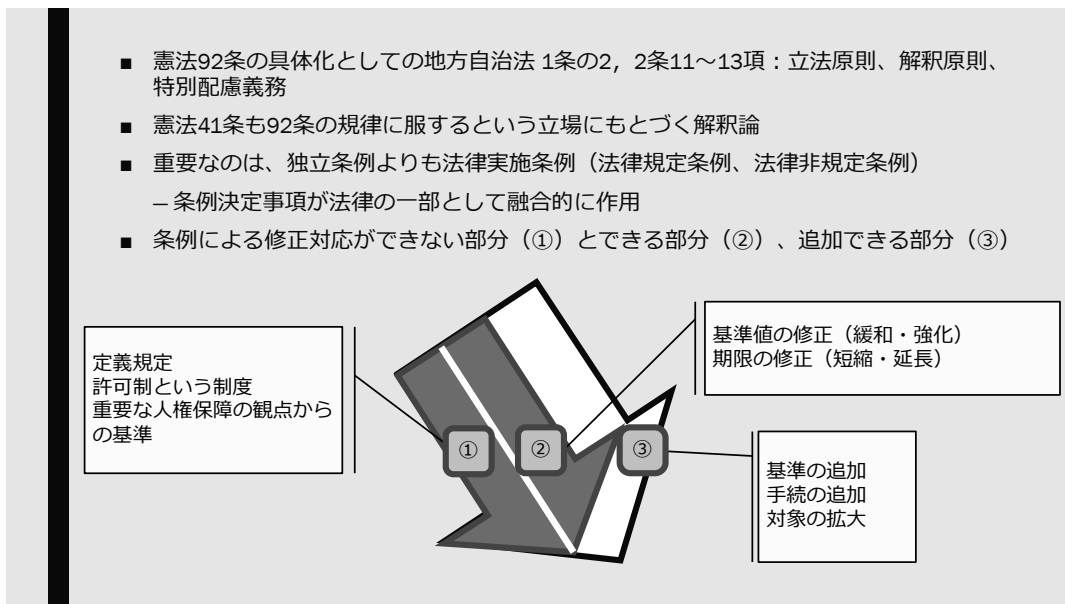 ■ 憲法92条の具体化としての地方自治法 1条の2，2条11～13項：立法原則、解釈原則、
特別配慮義務
■ 憲法41条も92条の規律に服するという立場にもとづく解釈論
■ 重要なのは、独立条例よりも法律実施条例（法律規定条例、法律非規定条例）
– 条例決定事項が法律の一部として融合的に作用
■ 条例による修正対応ができない部分（①）とできる部分（②）、追加できる部分（③）
定義規定
許可制という制度
重要な人権保障の観点から
の基準
基準値の修正（緩和・強化）
期限の修正（短縮・延長）
①
②
③
基準の追加
手続の追加
対象の拡大